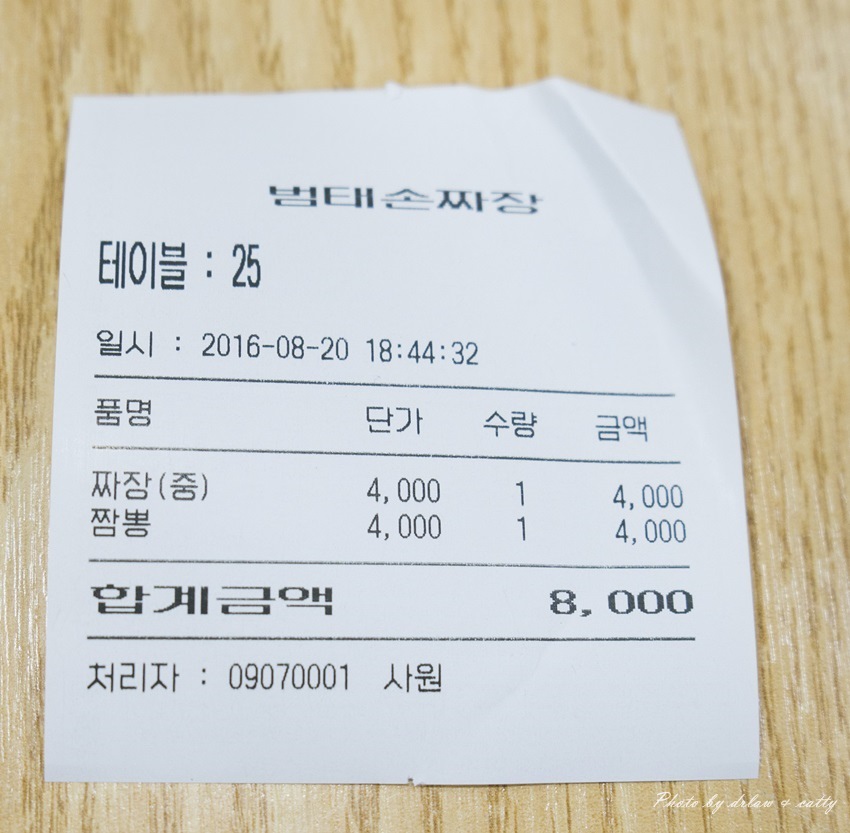 범태손짜장
테이블 : 25
일시 : 2016-08-20 18:44:32
품명 단가 수량 금액
짜장(중) 4,000 1 4,000
짬뽕 4,000 1 4,000
합계금액 8,000
처리자 : 09070001 사원
Photo by drlaw & catty